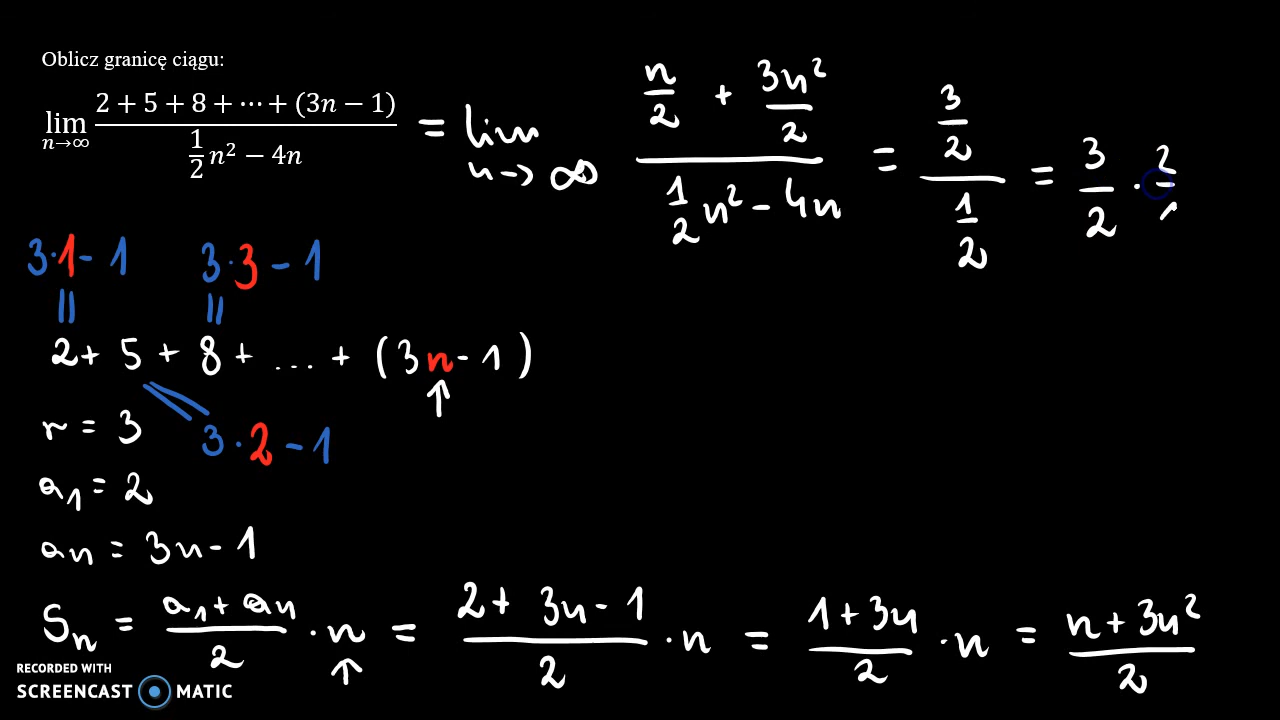 Oblicz granicę ciągu:
lim n→∞ (2 + 5 + 8 + ⋯ + (3n − 1)) / (1/2 n² − 4n) = lim n→∞ (n/2 + 3n²/2) / (1/2 n² − 4n) = (3/2) / (1/2) = 3/2 · 2/1
3·1 − 1 3·3 − 1
|| ||
2 + 5 + 8 + ... + (3n − 1)
↑
r = 3
3·2 − 1
a₁ = 2
an = 3n − 1
Sn = (a₁ + an)/2 · n = (2 + 3n − 1)/2 · n = (1 + 3n)/2 · n = (n + 3n²)/2
↑
RECORDED WITH
SCREENCAST MATIC